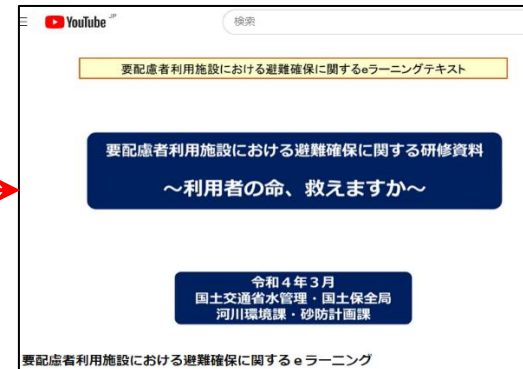 YouTube JP
検索
要配慮者利用施設における避難確保に関するeラーニングテキスト
要配慮者利用施設における避難確保に関する研修資料
～利用者の命、救えますか～
令和４年３月
国土交通省水管理・国土保全局
河川環境課・砂防計画課
要配慮者利用施設における避難確保に関するｅラーニング